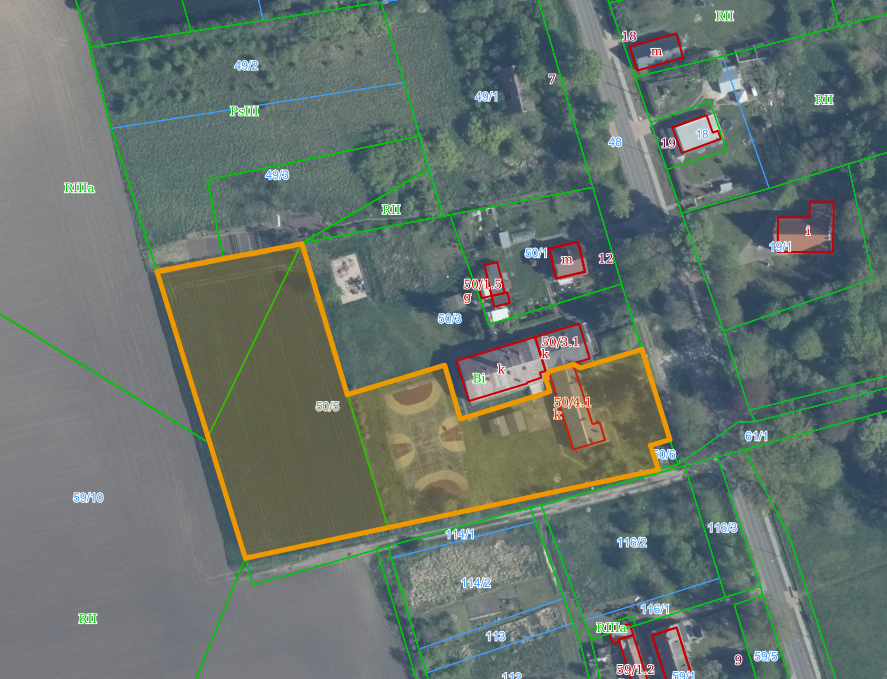 RII
18
m
49/2
7
49/1
RII
PsIII
18
48
19
49/3
RIIIa
RII
i
19/1
50/1
12
m
50/1.5
g
50/3
50/3.1
k
k
Bi
50/4.1
k
50/5
61/1
50/6
59/10
116/3
114/1
116/2
114/2
116/1
RII
RIIIa
113
9
59/5
59/1.2
59/1
112